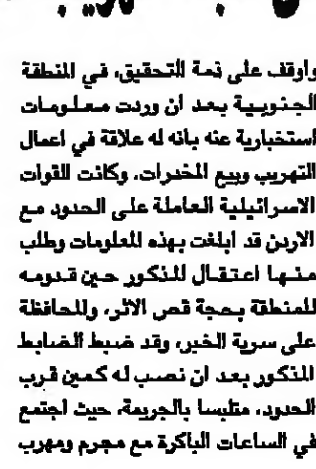 واوقف على ذمة التحقيق، في المنطقة
الجنوبية بعد ان وردت معلومات
استخبارية عنه بانه له علاقة في اعمال
التهريب وبيع المخدرات. وكانت القوات
الاسرائيلية العاملة على الحدود مع
الاردن قد ابلغت بهذه المعلومات وطلب
منها اعتقال المذكور حين قدومه
للمنطقة بحجة قص الاثر، وللمحافظة
على سرية الخبر، وقد ضبط الضابط
المذكور بعد ان نصب له كمين قرب
الحدود، متلبسا بالجريمة، حيث اجتمع
في الساعات الباكرة مع مجرم ومهرب